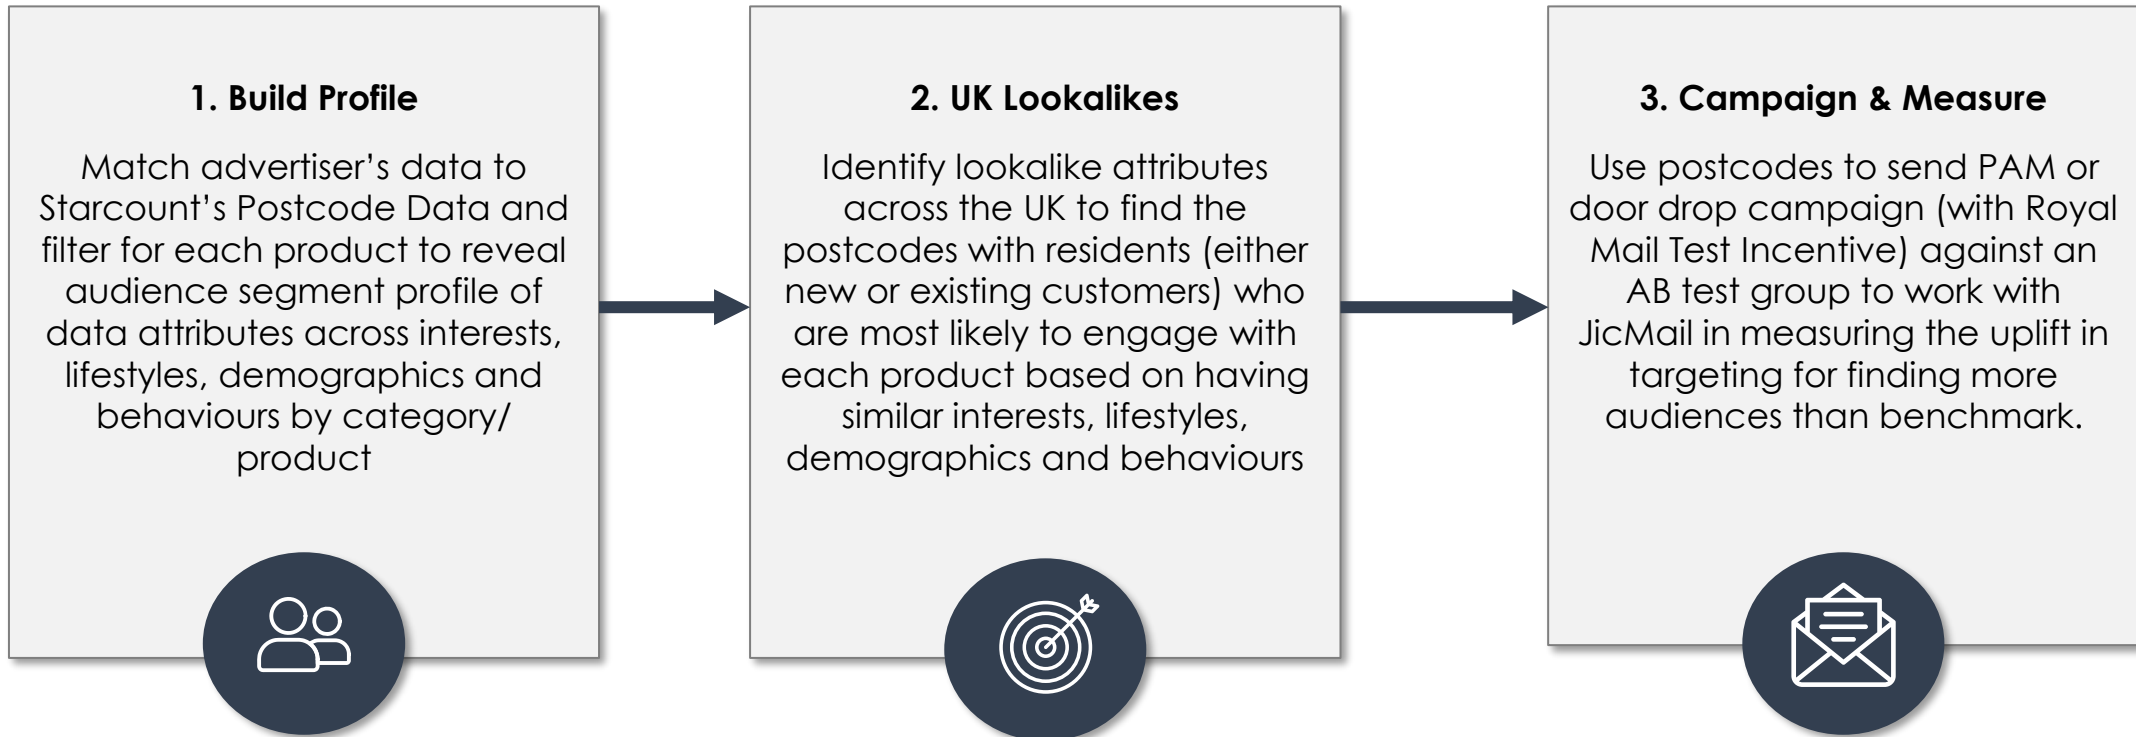 1. Build Profile
Match advertiser’s data to
Starcount’s Postcode Data and
filter for each product to reveal
audience segment profile of
data attributes across interests,
lifestyles, demographics and
behaviours by category/
product
2. UK Lookalikes
Identify lookalike attributes
across the UK to find the
postcodes with residents (either
new or existing customers) who
are most likely to engage with
each product based on having
similar interests, lifestyles,
demographics and behaviours
3. Campaign & Measure
Use postcodes to send PAM or
door drop campaign (with Royal
Mail Test Incentive) against an
AB test group to work with
JicMail in measuring the uplift in
targeting for finding more
audiences than benchmark.